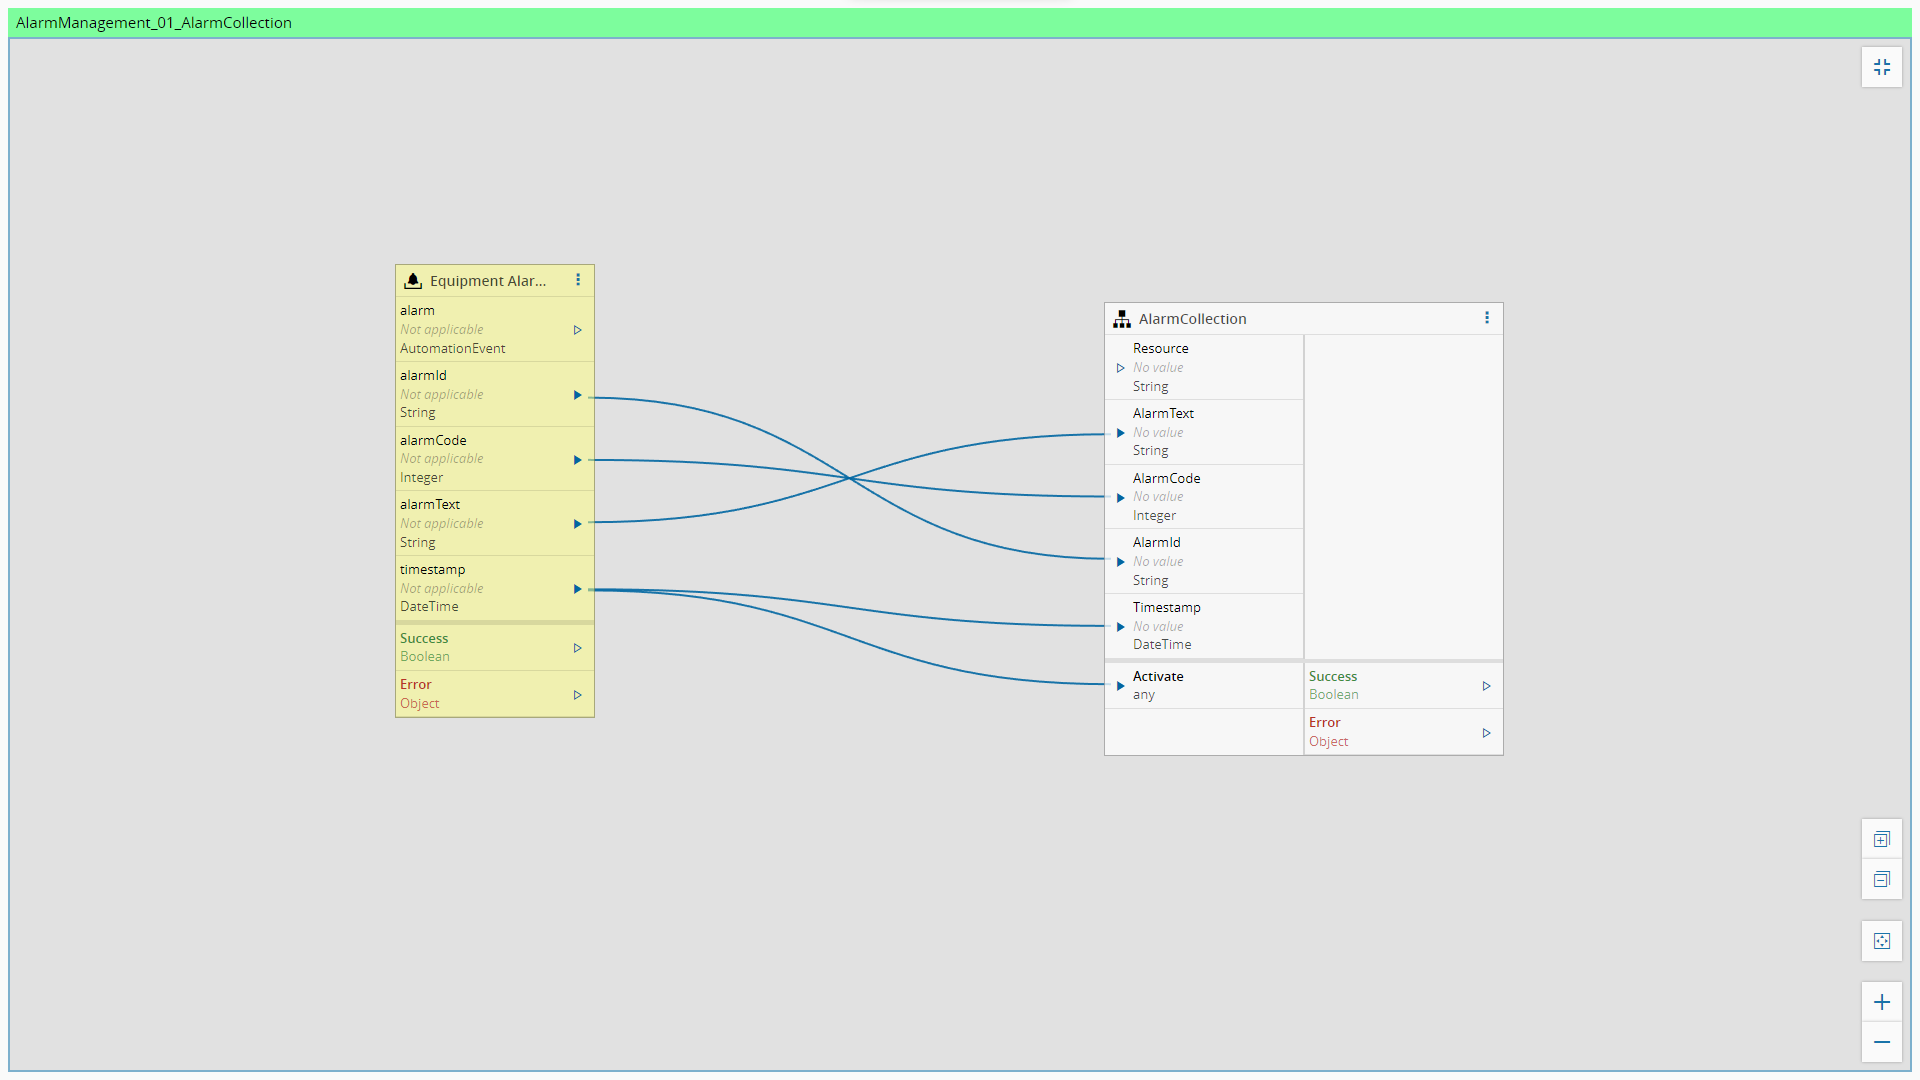 AlarmManagement_01_AlarmCollection
Equipment Alar...
alarm
Not applicable
AutomationEvent
alarmId
Not applicable
String
alarmCode
Not applicable
Integer
alarmText
Not applicable
String
timestamp
Not applicable
DateTime
Success
Boolean
Error
Object
AlarmCollection
Resource
No value
String
AlarmText
No value
String
AlarmCode
No value
Integer
AlarmId
No value
String
Timestamp
No value
DateTime
Activate
any
Success
Boolean
Error
Object